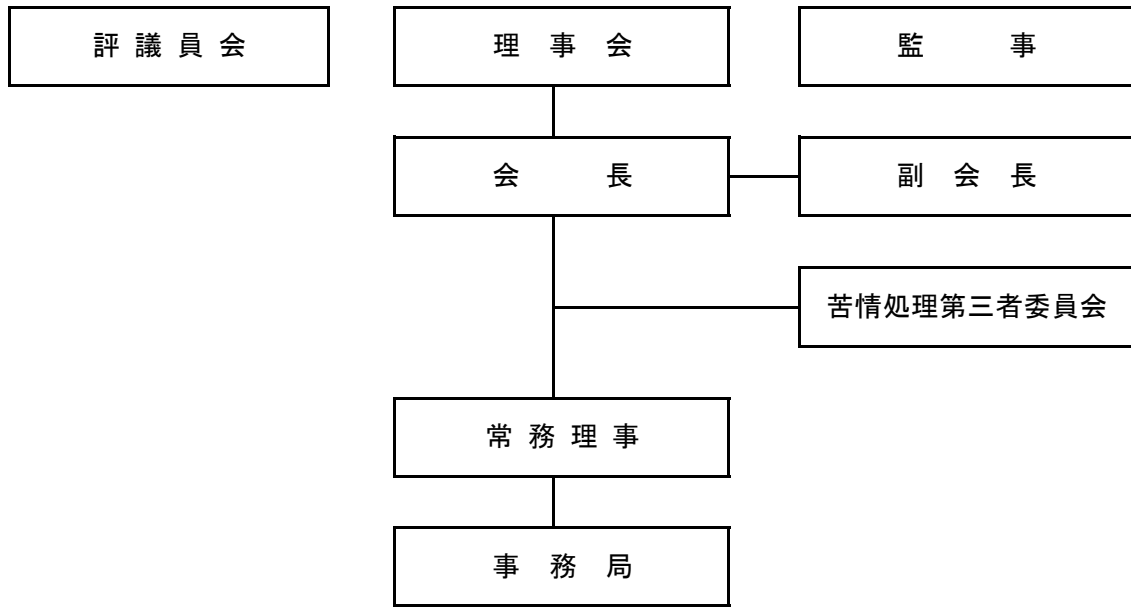 評議員会
理事会
監事
会長
副会長
苦情処理第三者委員会
常務理事
事務局